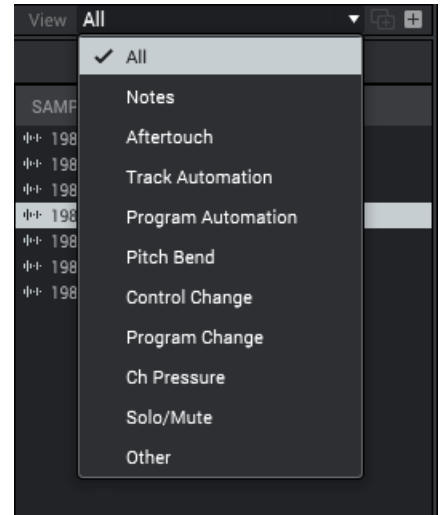 View All
All
Notes
SAMP
Aftertouch
198
198
Track Automation
198
198
Program Automation
198
Pitch Bend
198
198
Control Change
Program Change
Ch Pressure
Solo/Mute
Other